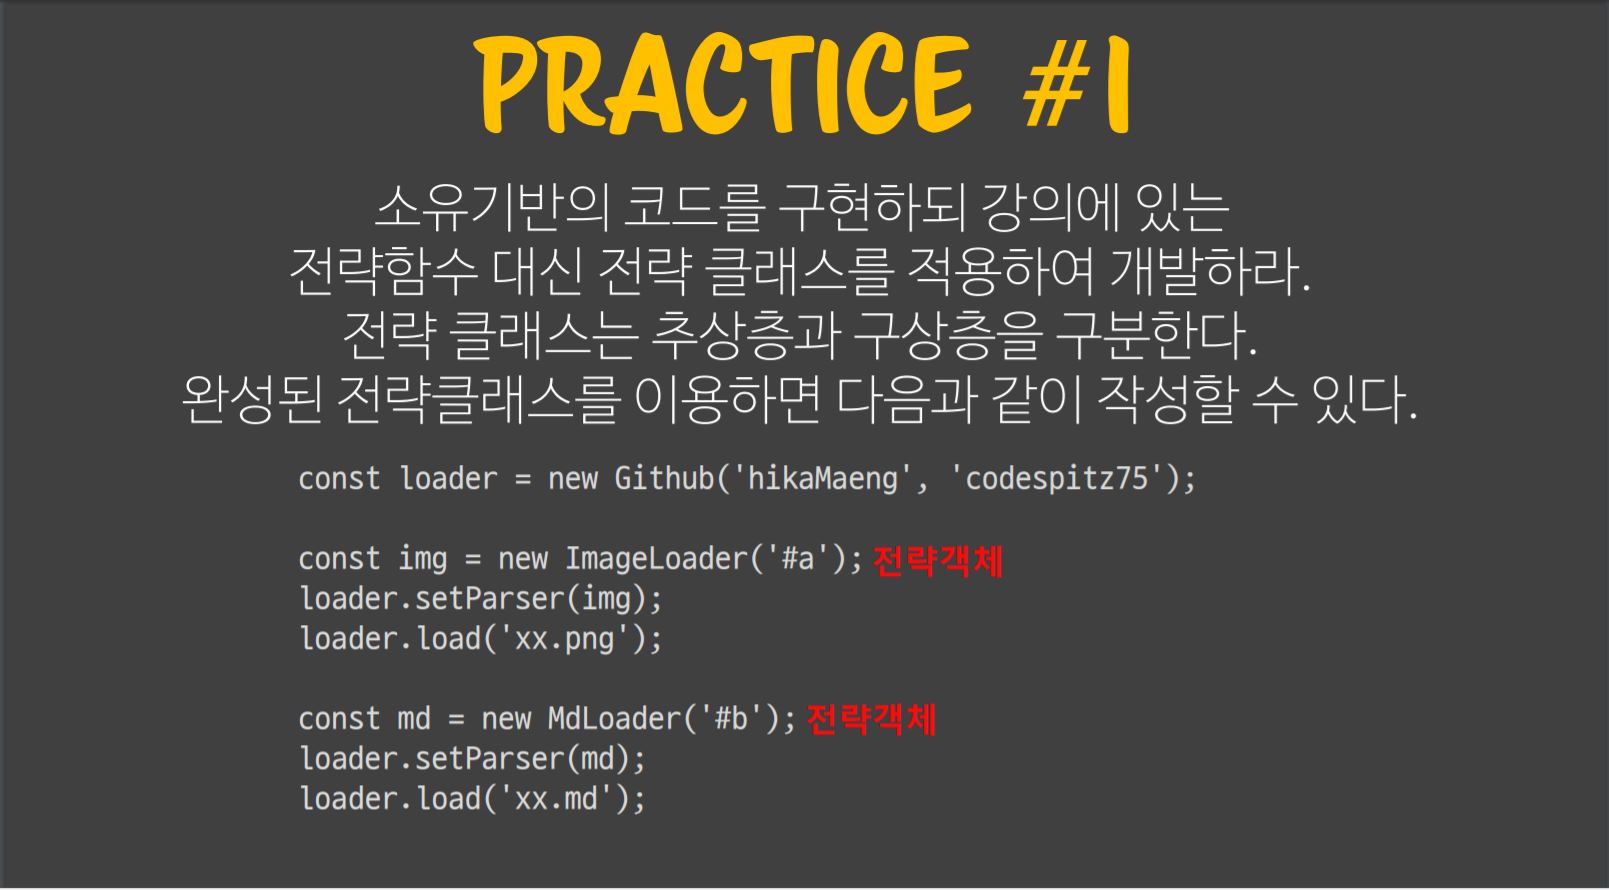 PRACTICE #1
소유기반의 코드를 구현하되 강의에 있는
전략함수 대신 전략 클래스를 적용하여 개발하라.
전략 클래스는 추상층과 구상층을 구분한다.
완성된 전략클래스를 이용하면 다음과 같이 작성할 수 있다.
const loader = new Github('hikaMaeng', 'codespitz75');
const img = new ImageLoader('#a'); 전략객체
loader.setParser(img);
loader.load('xx.png');
const md = new MdLoader('#b'); 전략객체
loader.setParser(md);
loader.load('xx.md');